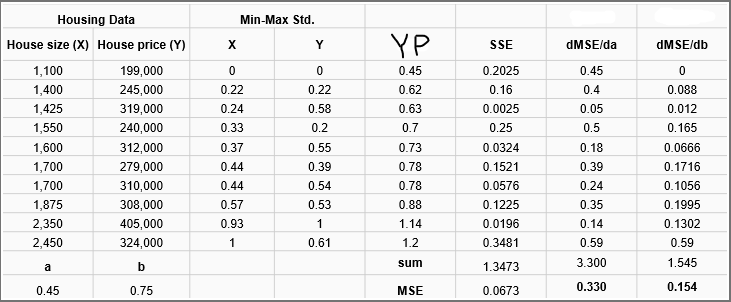 Housing Data Min-Max Std.
House size (X) House price (Y) X Y YP SSE dMSE/da dMSE/db
1,100 199,000 0 0 0.45 0.2025 0.45 0
1,400 245,000 0.22 0.22 0.62 0.16 0.4 0.088
1,425 319,000 0.24 0.58 0.63 0.0025 0.05 0.012
1,550 240,000 0.33 0.2 0.7 0.25 0.5 0.165
1,600 312,000 0.37 0.55 0.73 0.0324 0.18 0.0666
1,700 279,000 0.44 0.39 0.78 0.1521 0.39 0.1716
1,700 310,000 0.44 0.54 0.78 0.0576 0.24 0.1056
1,875 308,000 0.57 0.53 0.88 0.1225 0.35 0.1995
2,350 405,000 0.93 1 1.14 0.0196 0.14 0.1302
2,450 324,000 1 0.61 1.2 0.3481 0.59 0.59
a b sum 1.3473 3.300 1.545
0.45 0.75 MSE 0.0673 0.330 0.154